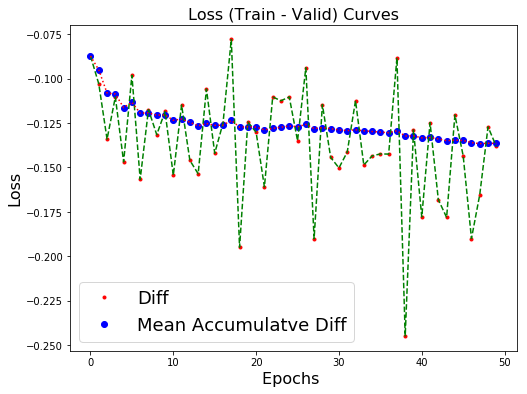 Loss (Train - Valid) Curves
−0.075
−0.100
−0.125
−0.150
−0.175
−0.200
−0.225
−0.250
Loss
Diff
Mean Accumulatve Diff
0 10 20 30 40 50
Epochs